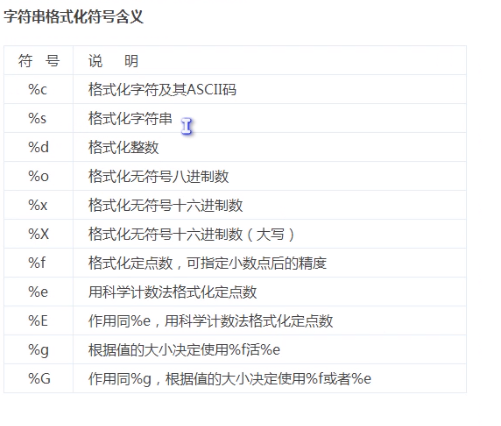 字符串格式化符号含义
符 号 说 明
%c 格式化字符及其ASCII码
%s 格式化字符串
%d 格式化整数
%o 格式化无符号八进制数
%x 格式化无符号十六进制数
%X 格式化无符号十六进制数（大写）
%f 格式化定点数，可指定小数点后的精度
%e 用科学计数法格式化定点数
%E 作用同%e，用科学计数法格式化定点数
%g 根据值的大小决定使用%f活%e
%G 作用同%g，根据值的大小决定使用%f或者%e